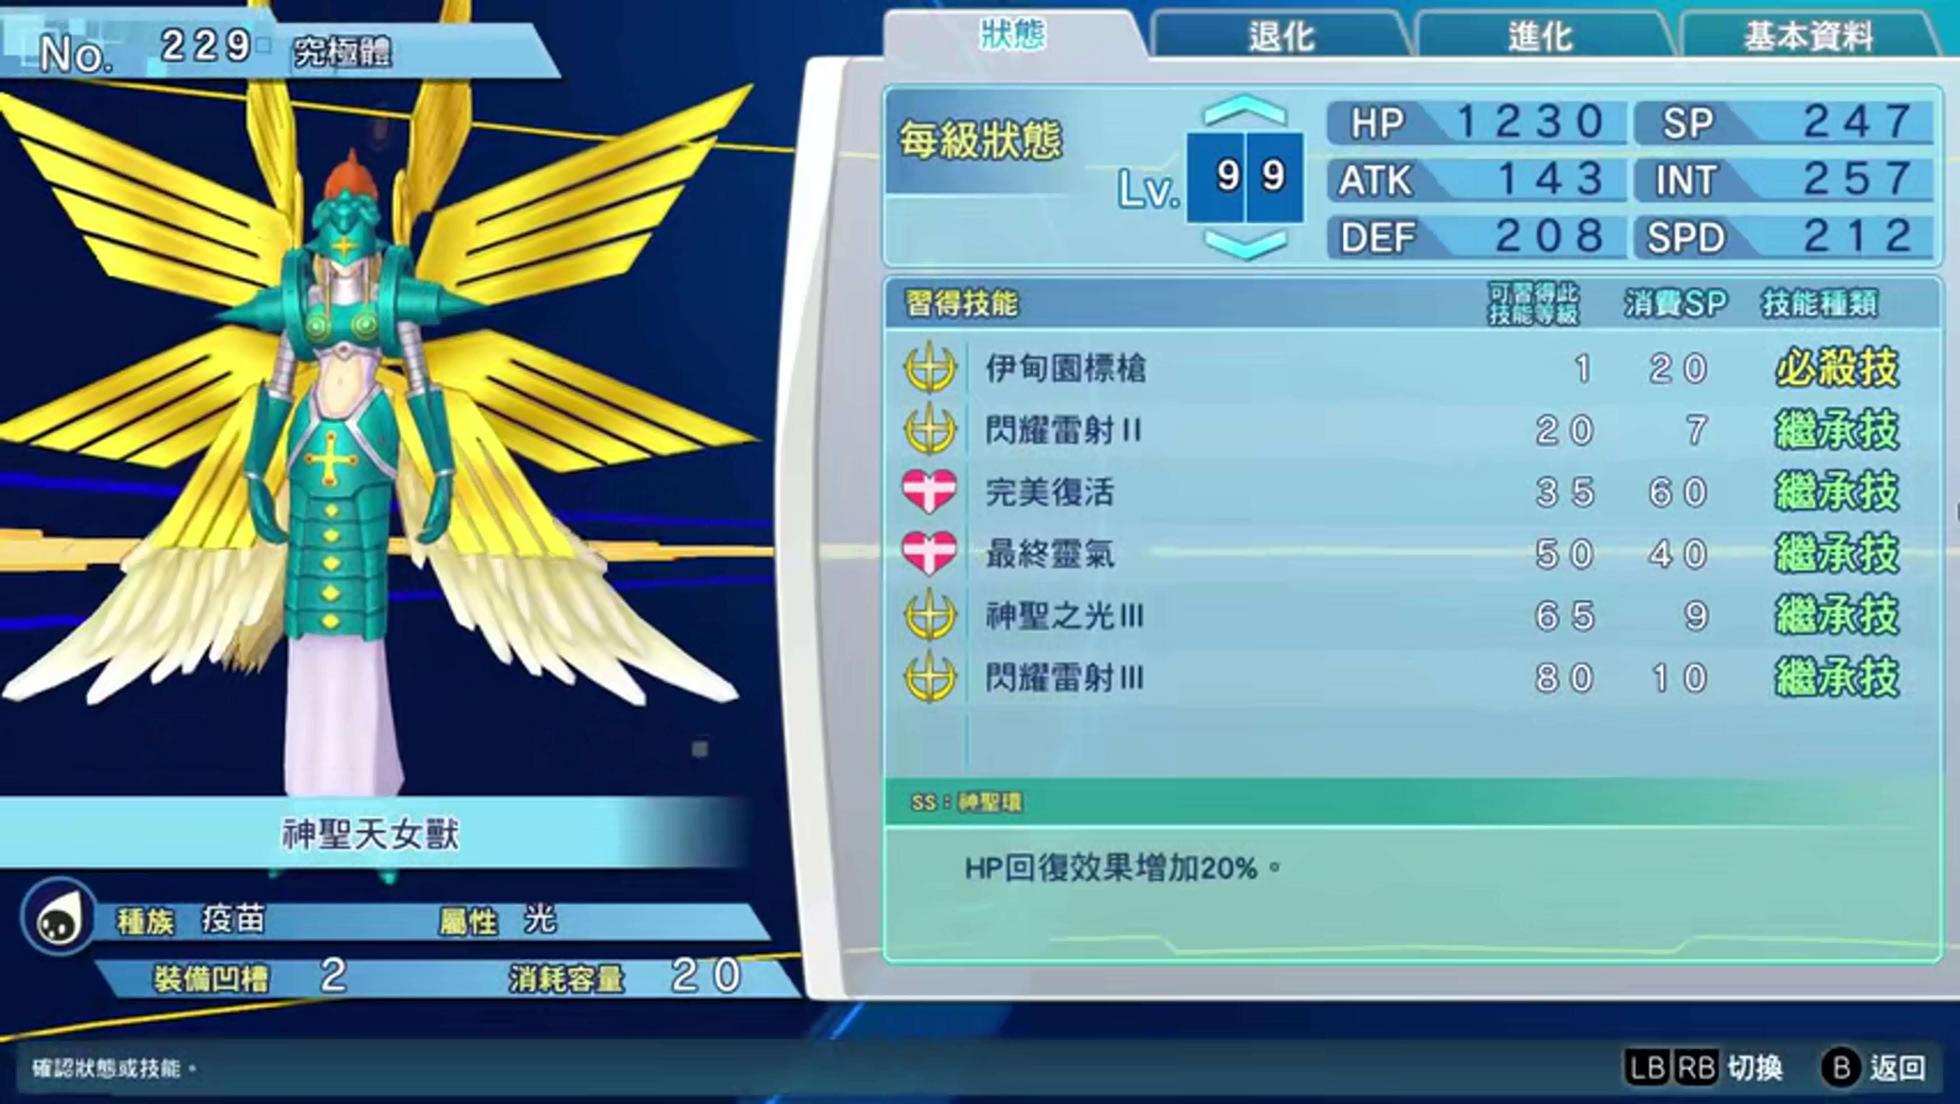 No. 229 究極體
狀態 退化 進化 基本資料
每級狀態 Lv. 99
HP 1230 SP 247
ATK 143 INT 257
DEF 208 SPD 212
習得技能 可習得此技能等級 消費SP 技能種類
伊甸園標槍 1 20 必殺技
閃耀雷射II 20 7 繼承技
完美復活 35 60 繼承技
最終靈氣 50 40 繼承技
神聖之光III 65 9 繼承技
閃耀雷射III 80 10 繼承技
SS：神聖環
HP回復效果增加20%。
神聖天女獸
種族 疫苗 屬性 光
裝備凹槽 2 消耗容量 20
確認狀態或技能。
LB RB 切換 B 返回